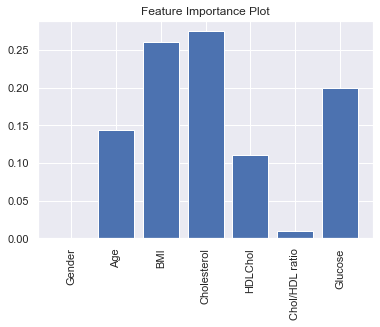 Feature Importance Plot
0.25
0.20
0.15
0.10
0.05
0.00
Gender
Age
BMI
Cholesterol
HDLChol
Chol/HDL ratio
Glucose